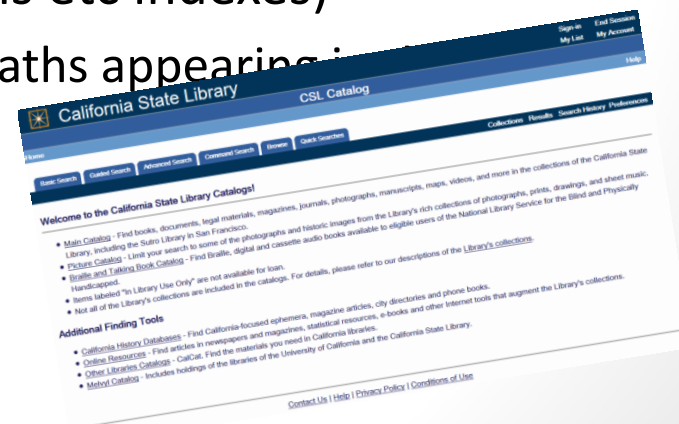 ns etc indexes)
aths appearing in
Sign-in End Session
My List My Account
California State Library
CSL Catalog
Help
Home
Basic Search Guided Search Advanced Search Command Search Browse Quick Searches
Collections Results Search History Preferences
Welcome to the California State Library Catalogs!
• Main Catalog - Find books, documents, legal materials, magazines, journals, photographs, manuscripts, maps, videos, and more in the collections of the California State
Library, including the Sutro Library in San Francisco.
• Picture Catalog - Limit your search to some of the photographs and historic images from the Library's rich collections of photographs, prints, drawings, and sheet music.
• Braille and Talking Book Catalog - Find Braille, digital and cassette audio books available to eligible users of the National Library Service for the Blind and Physically
Handicapped.
• Items labeled "In Library Use Only" are not available for loan.
• Not all of the Library's collections are included in the catalogs. For details, please refer to our descriptions of the Library's collections.
Additional Finding Tools
• California History Databases - Find California-focused ephemera, magazine articles, city directories and phone books.
• Online Resources - Find articles in newspapers and magazines, statistical resources, e-books and other Internet tools that augment the Library's collections.
• Other Libraries Catalogs - CalCat. Find the materials you need in California libraries.
• Melvyl Catalog - Includes holdings of the libraries of the University of California and the California State Library.
Contact Us | Help | Privacy Policy | Conditions of Use